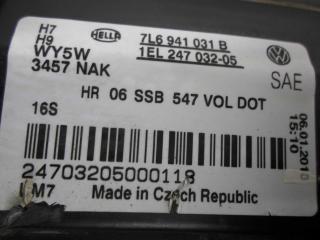 H7
H9
HELLA
7L6 941 031 B
WY5W
1EL 247 032-05
3457 NAK
SAE
HR 06 SSB 547 VOL DOT
16S
06.01.2010
15:10
24703205000118
M7 Made in Czech Republic